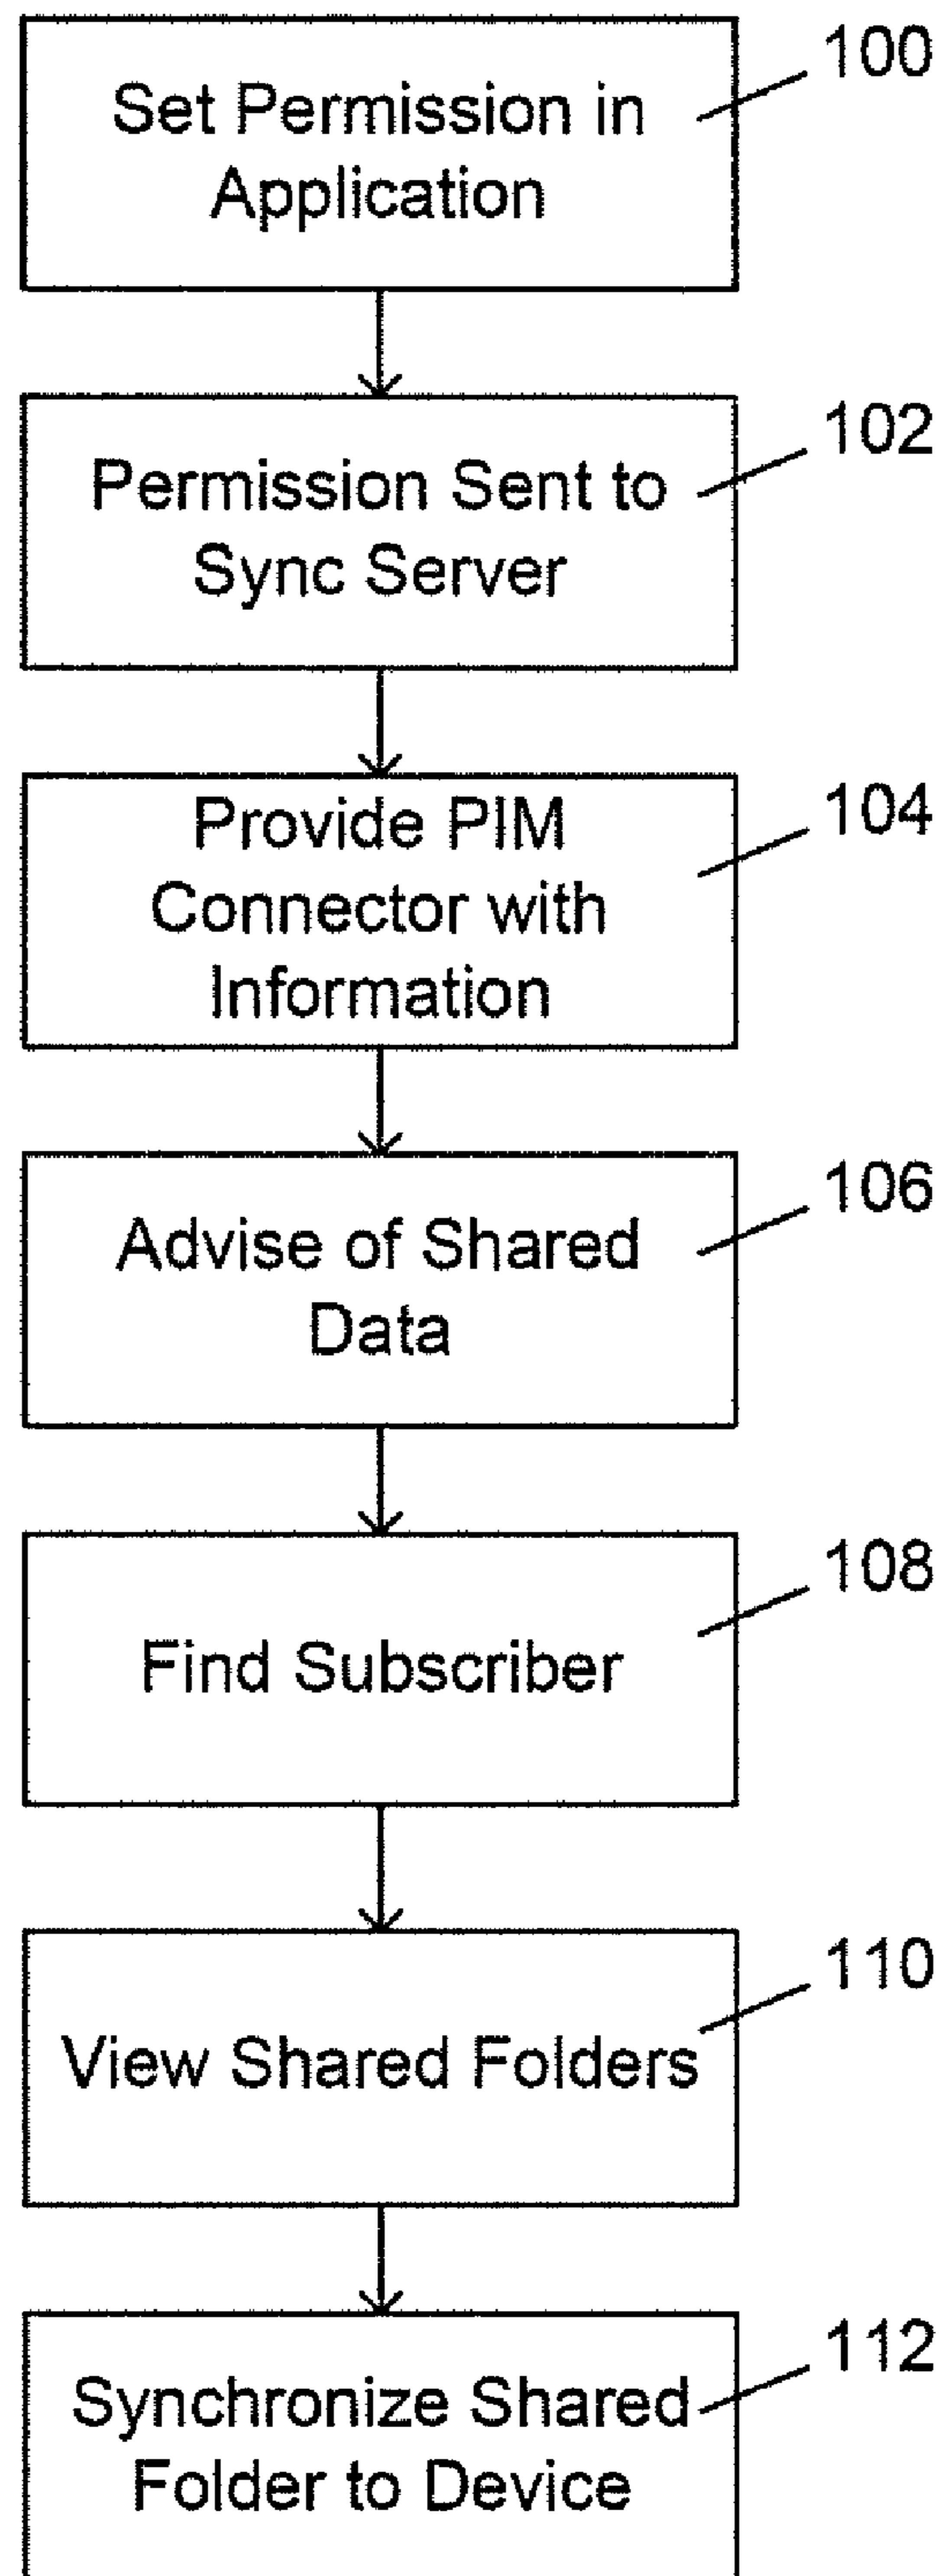 Set Permission in
Application
100
Permission Sent to
Sync Server
102
Provide PIM
Connector with
Information
104
Advise of Shared
Data
106
Find Subscriber
108
View Shared Folders
110
Synchronize Shared
Folder to Device
112